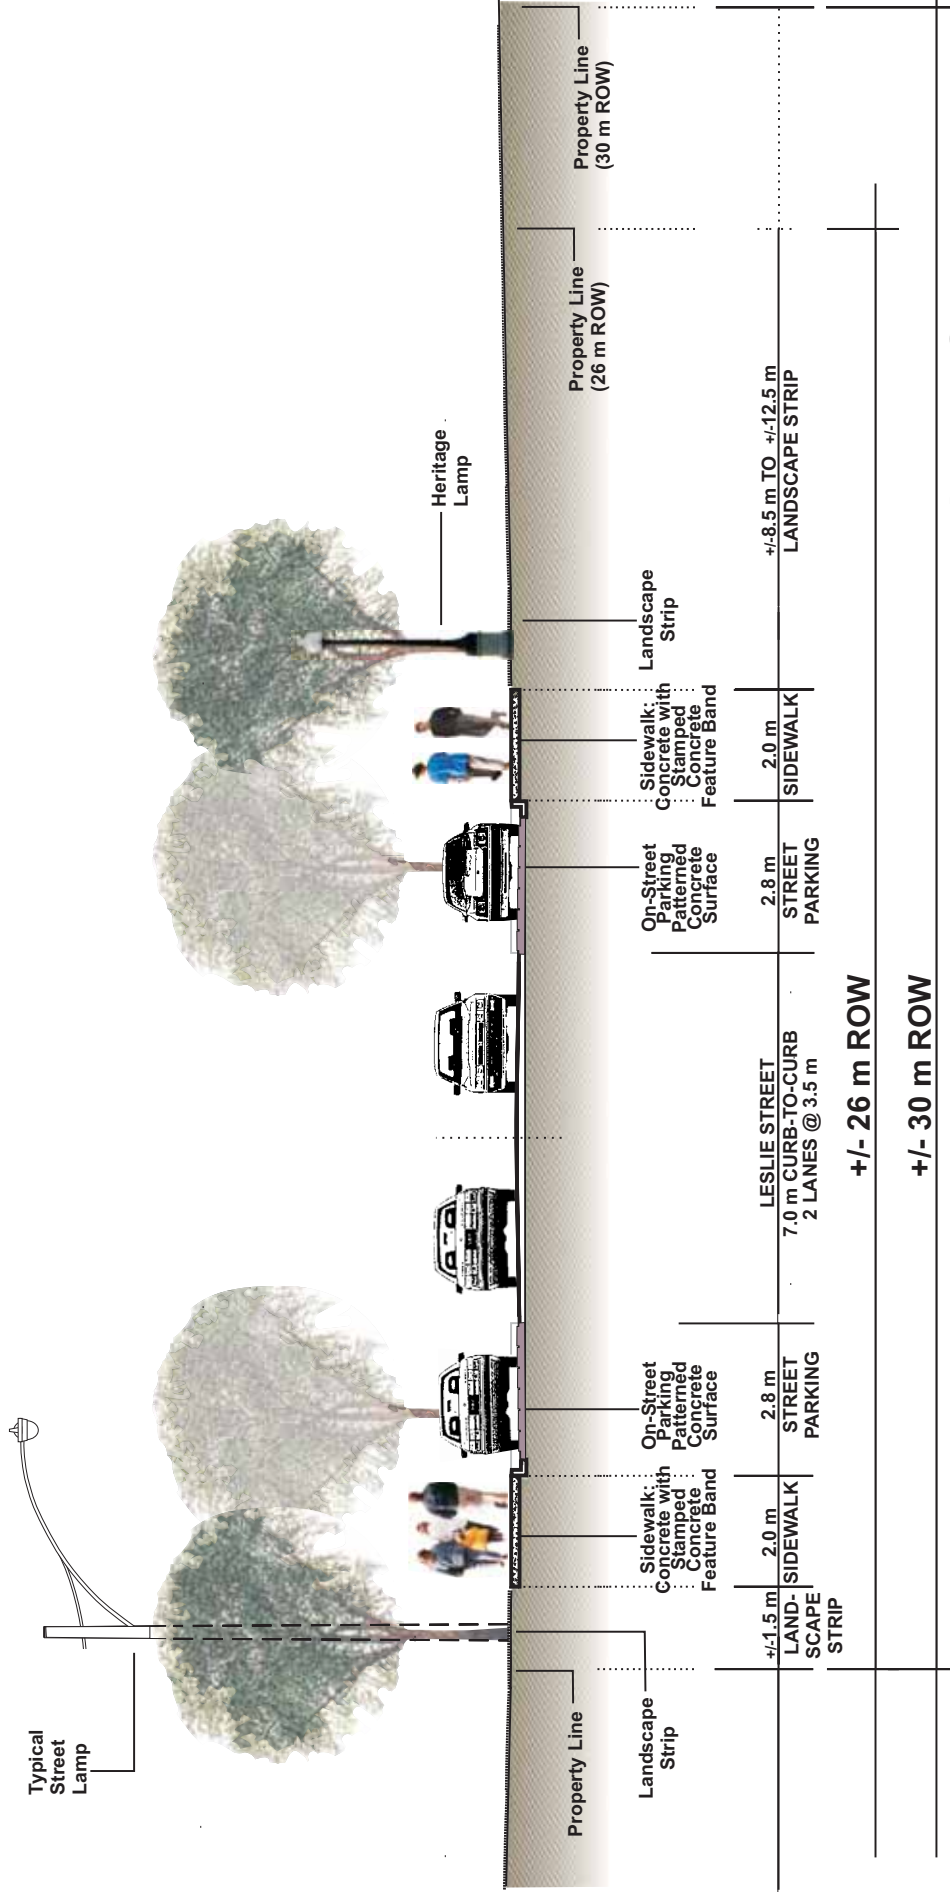 Typical
Street
Lamp
Heritage
Lamp
Property Line
Landscape
Strip
Sidewalk:
Concrete with
Stamped
Concrete
Feature Band
On-Street
Parking
Patterned
Concrete
Surface
On-Street
Parking
Patterned
Concrete
Surface
Sidewalk:
Concrete with
Stamped
Concrete
Feature Band
Landscape
Strip
Property Line
(26 m ROW)
Property Line
(30 m ROW)
+/-1.5 m
LAND-
SCAPE
STRIP
2.0 m
SIDEWALK
2.8 m
STREET
PARKING
LESLIE STREET
7.0 m CURB-TO-CURB
2 LANES @ 3.5 m
2.8 m
STREET
PARKING
2.0 m
SIDEWALK
+/-8.5 m TO +/-12.5 m
LANDSCAPE STRIP
+/- 26 m ROW
+/- 30 m ROW